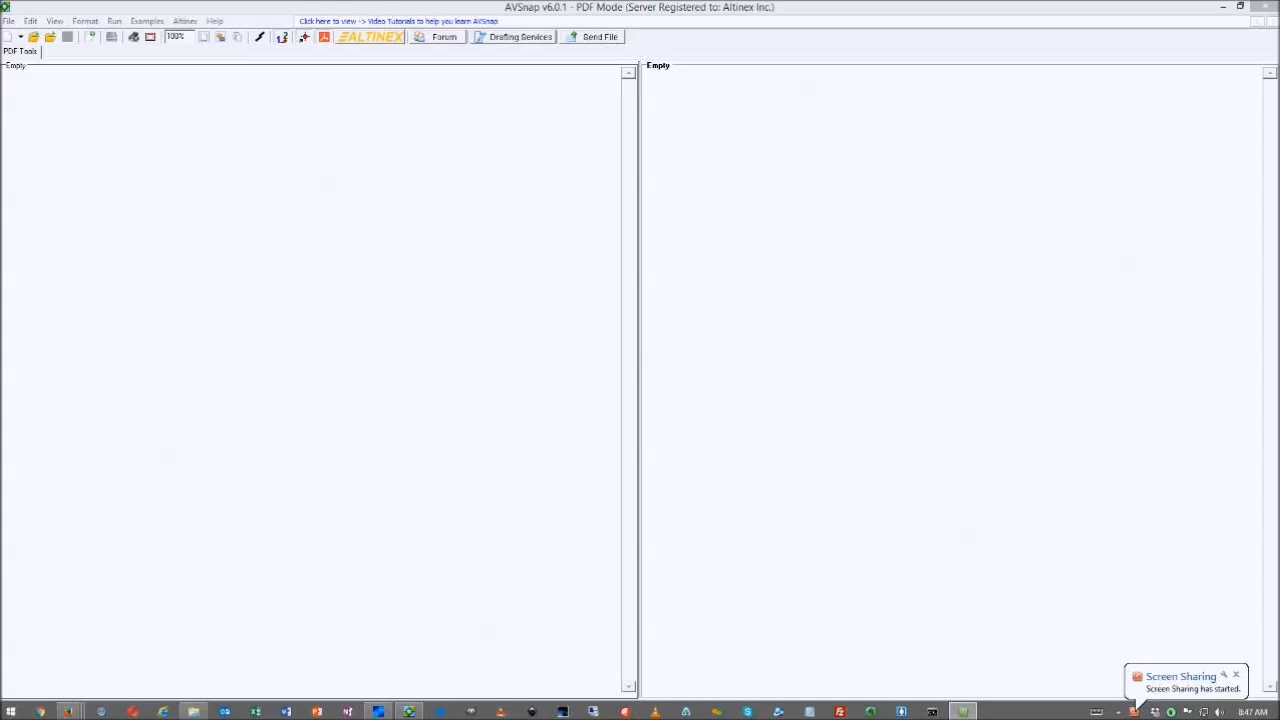 AVSnap v6.0.1 - PDF Mode (Server Registered to: Altinex Inc.)
File Edit View Format Run Examples Altinex Help Click here to view -> Video Tutorials to help you learn AVSnap
100% ALTINEX Forum Drafting Services Send File
PDF Tools
Empty Empty
Screen Sharing
Screen Sharing has started.
8:47 AM